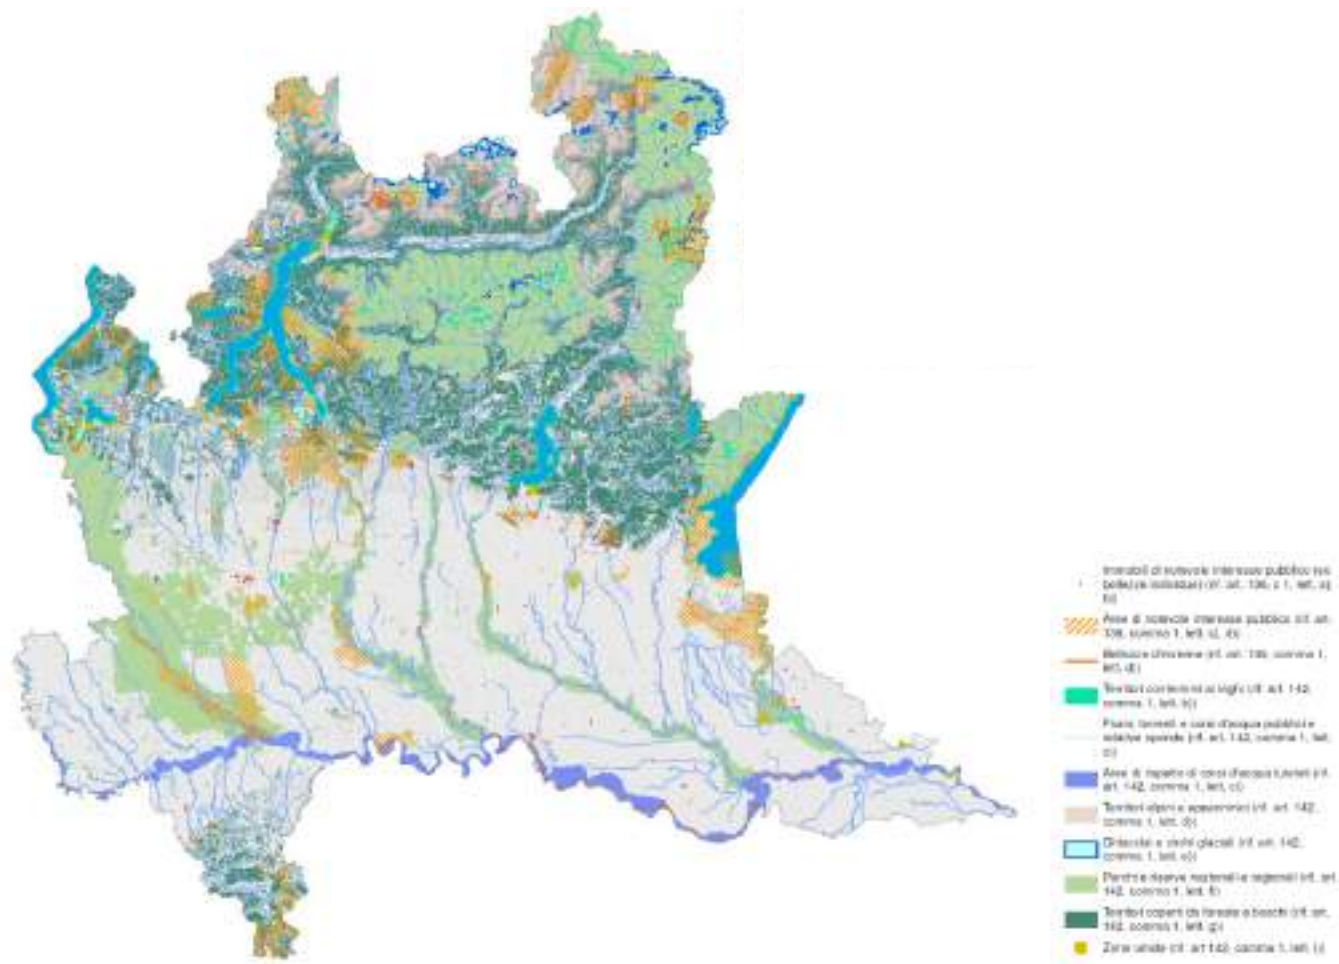 Immobili di notevole interesse pubblico (ex
bellezze individue) (rif. art. 136, c 1, lett. a)
b)
Aree di notevole interesse pubblico (rif. art.
136, comma 1, lett. c), d))
Bellezze d'insieme (rif. art. 136, comma 1,
lett. d))
Territori contermini ai laghi (rif. art. 142,
comma 1, lett. b))
Fiumi, torrenti e corsi d'acqua pubblici e
relative sponde (rif. art. 142, comma 1, lett.
c))
Aree di rispetto di corsi d'acqua tutelati (rif.
art. 142, comma 1, lett. c))
Territori alpini e appenninici (rif. art. 142,
comma 1, lett. d))
Ghiacciai e circhi glaciali (rif. art. 142,
comma 1, lett. e))
Parchi e riserve nazionali e regionali (rif. art.
142, comma 1, lett. f))
Territori coperti da foreste e boschi (rif. art.
142, comma 1, lett. g))
Zone umide (rif. art 142, comma 1, lett. i)